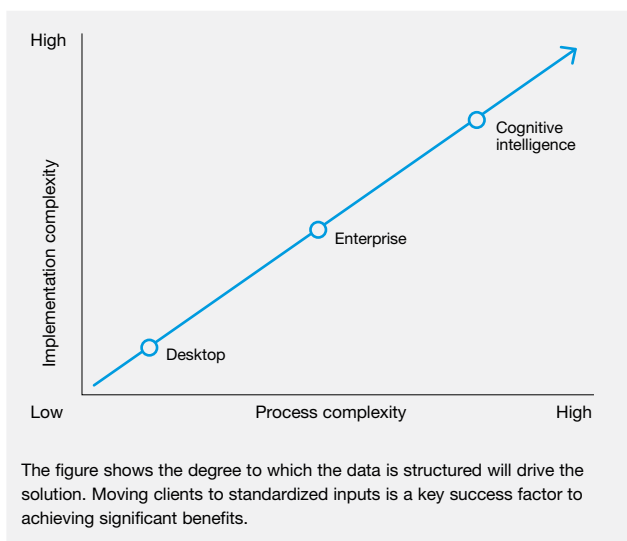 High
Implementation complexity
Cognitive
intelligence
Enterprise
Desktop
Low
Process complexity
High
The figure shows the degree to which the data is structured will drive the
solution. Moving clients to standardized inputs is a key success factor to
achieving significant benefits.